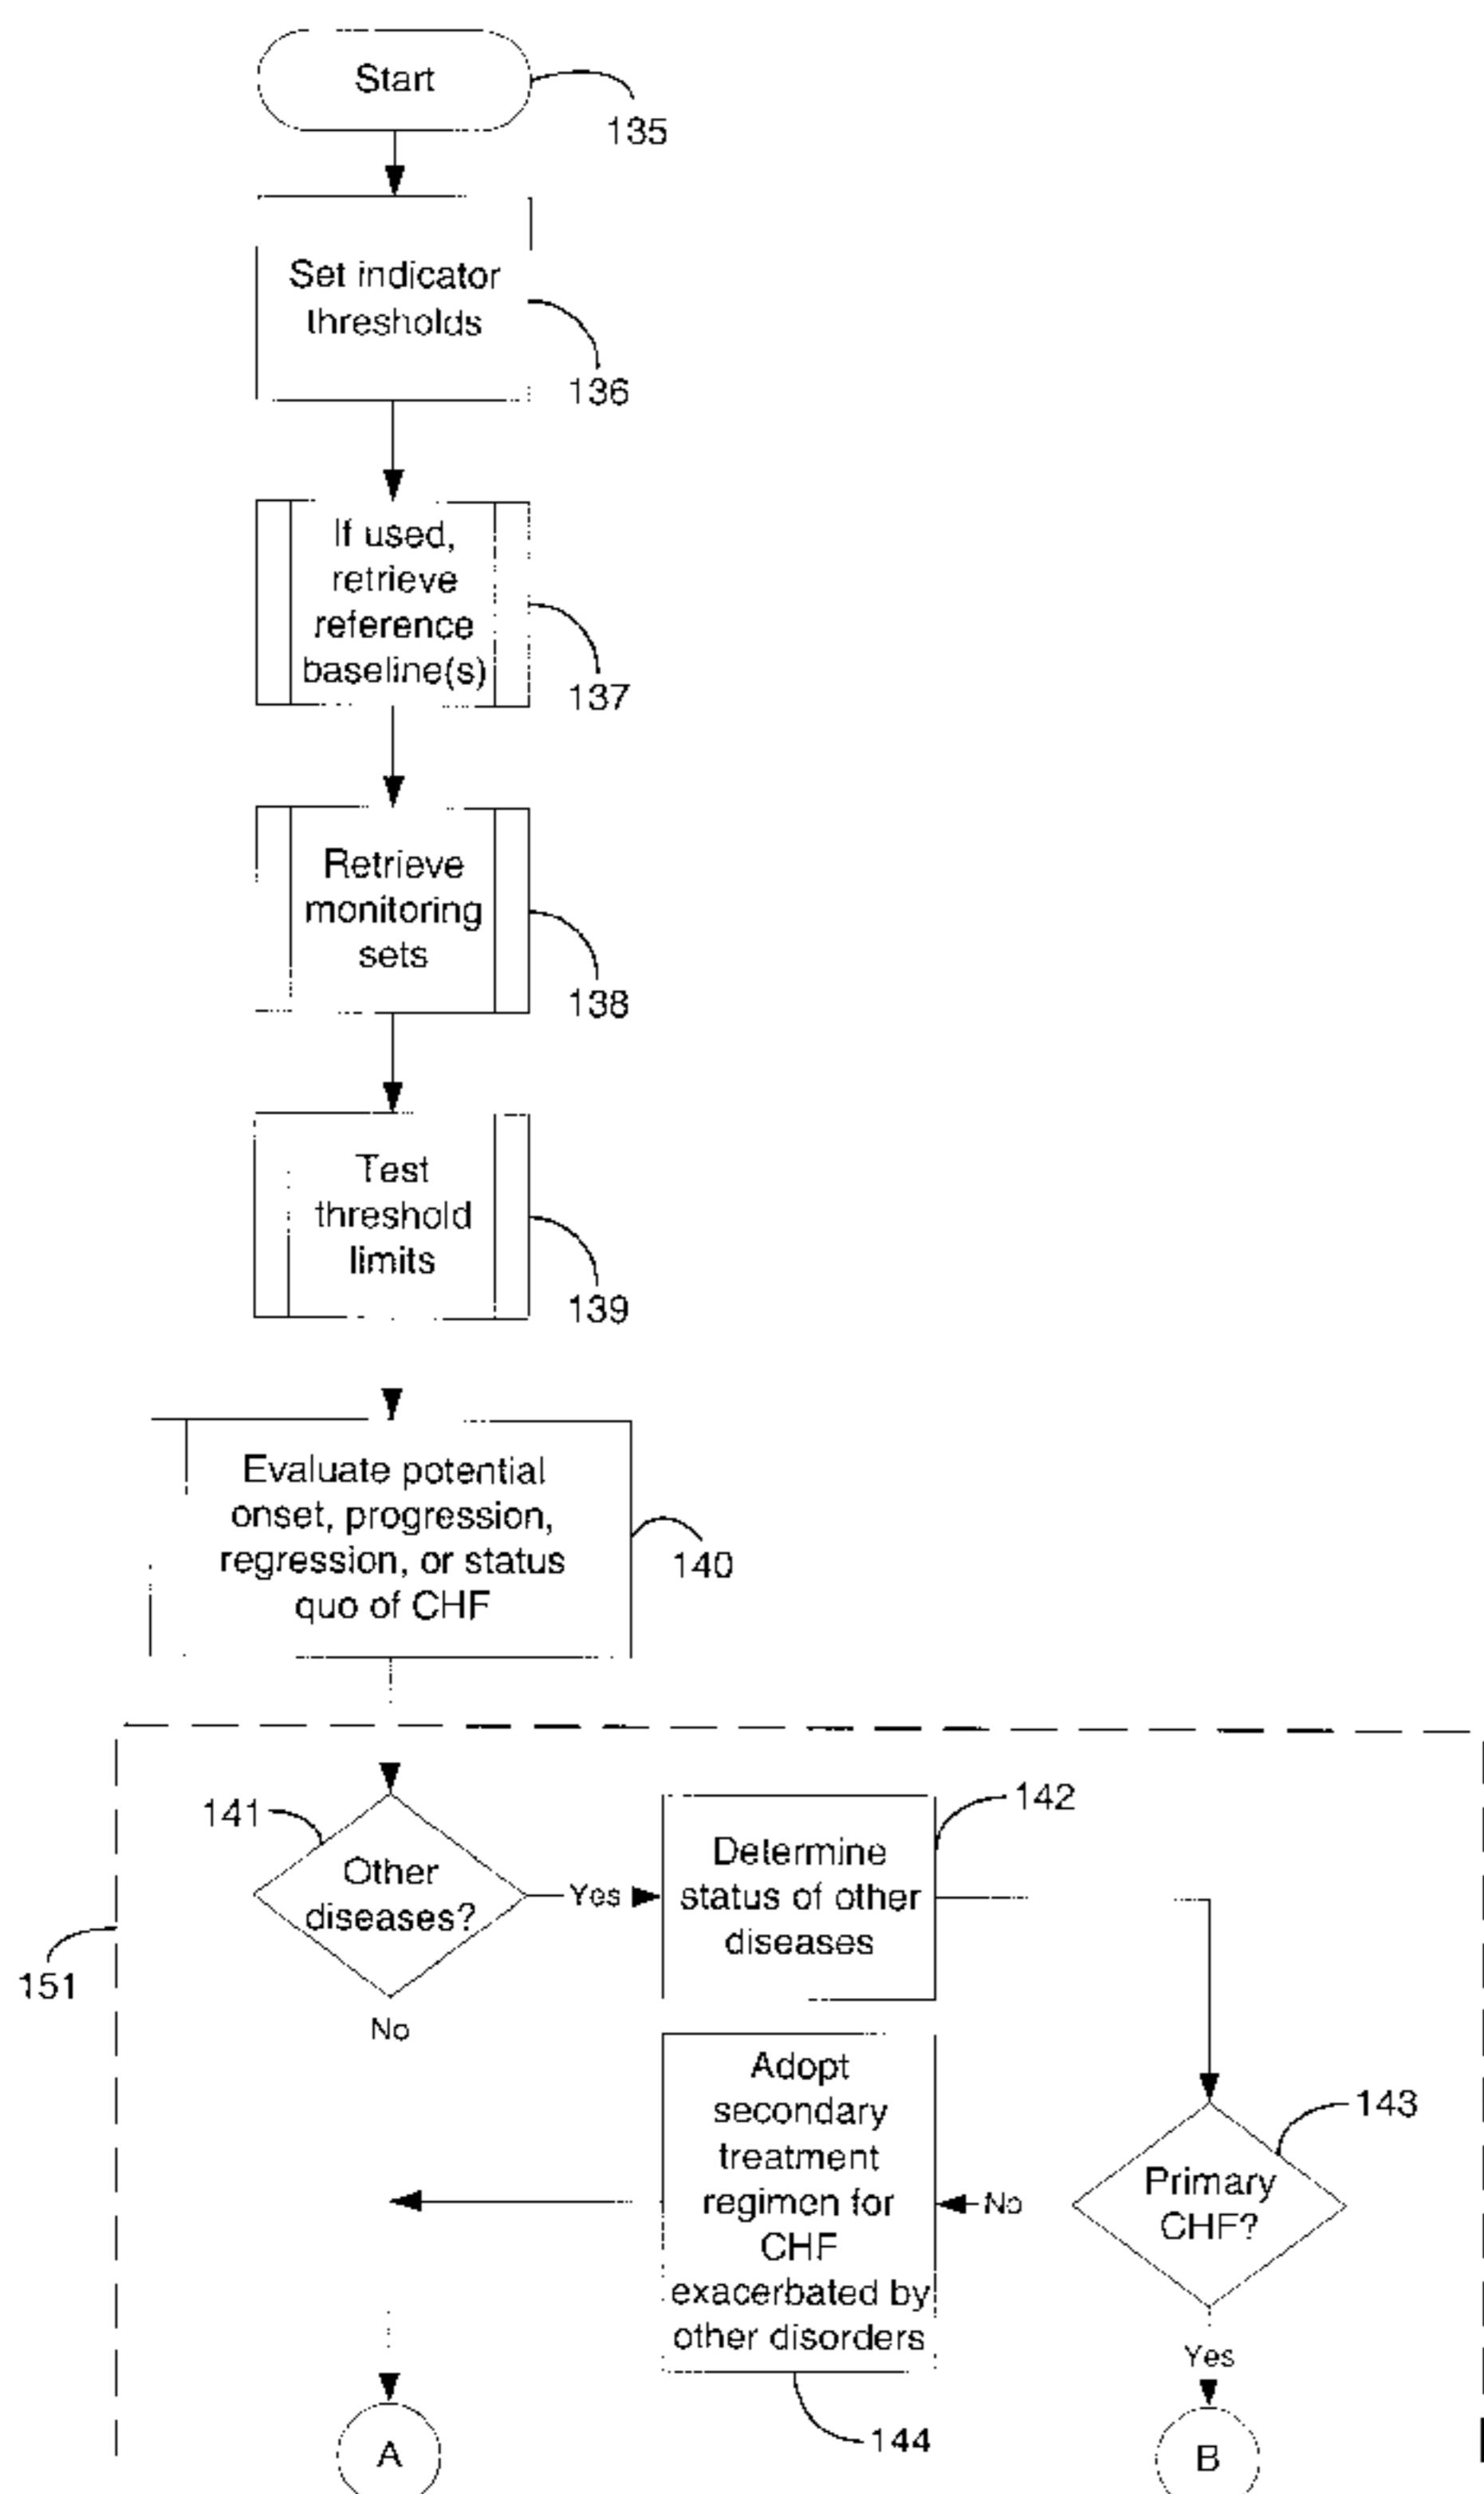 Start
135
Set indicator
thresholds
136
If used,
retrieve
reference
baseline(s)
137
Retrieve
monitoring
sets
138
Test
threshold
limits
139
Evaluate potential
onset, progression,
regression, or status
quo of CHF
140
141
Other
diseases?
Yes
Determine
status of other
diseases
142
151
No
Adopt
secondary
treatment
regimen for
CHF
exacerbated by
other disorders
144
No
Primary
CHF?
143
Yes
A
B